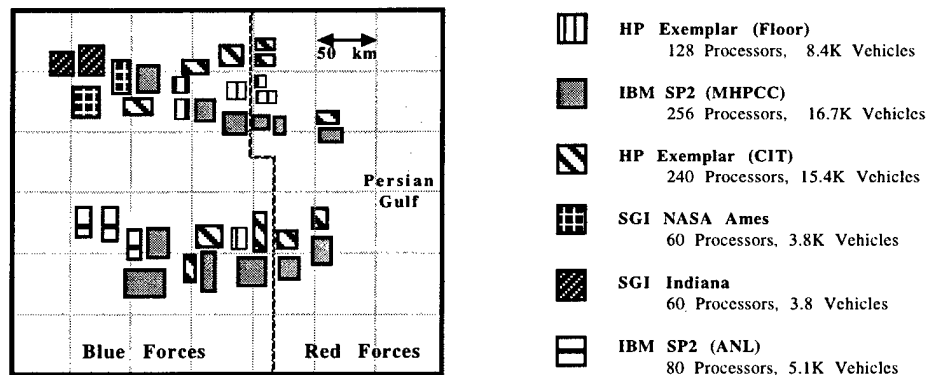 50 km
Persian
Gulf
Blue Forces
Red Forces
HP Exemplar (Floor)
128 Processors, 8.4K Vehicles
IBM SP2 (MHPCC)
256 Processors, 16.7K Vehicles
HP Exemplar (CIT)
240 Processors, 15.4K Vehicles
SGI NASA Ames
60 Processors, 3.8K Vehicles
SGI Indiana
60 Processors, 3.8 Vehicles
IBM SP2 (ANL)
80 Processors, 5.1K Vehicles